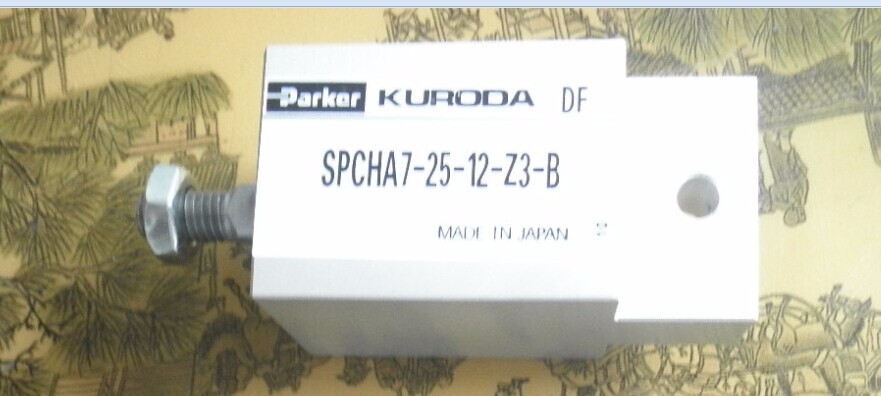 Parker KURODA DF
SPCHA7-25-12-Z3-B
MADE IN JAPAN